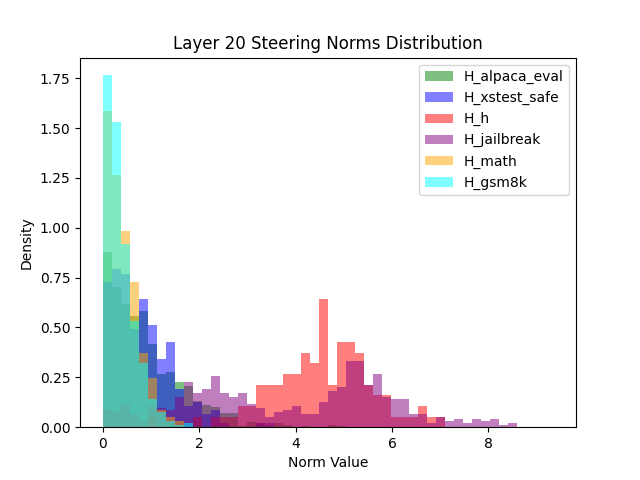 Layer 20 Steering Norms Distribution
H_alpaca_eval
H_xstest_safe
H_h
H_jailbreak
H_math
H_gsm8k
1.75
1.50
1.25
1.00
0.75
0.50
0.25
0.00
Density
0
2
4
6
8
Norm Value